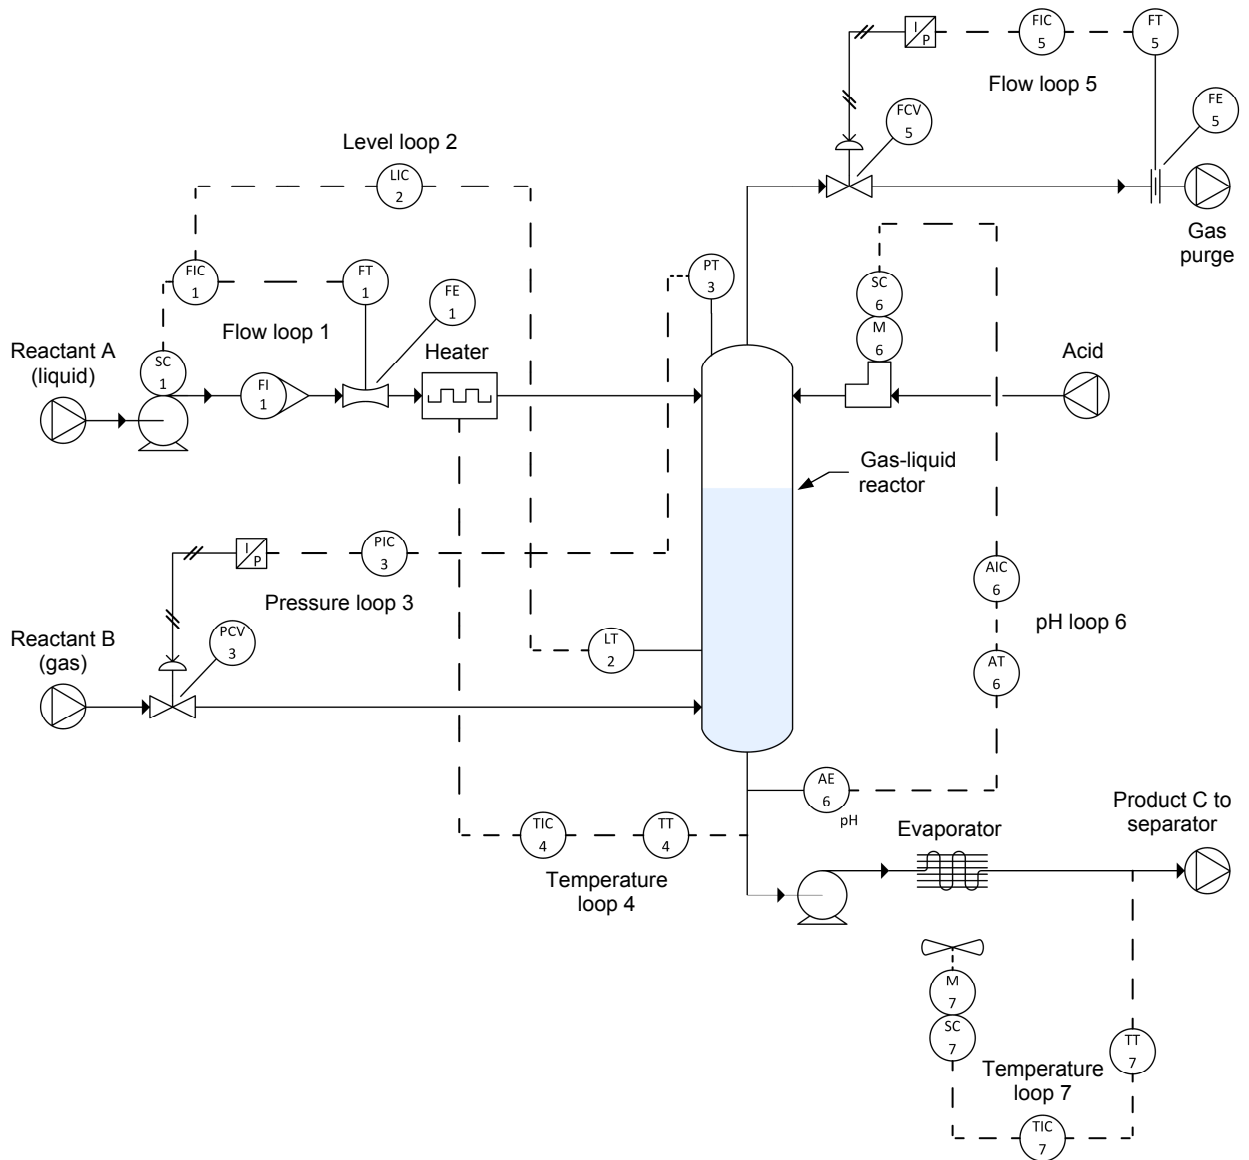 I
P
FIC
5
FT
5
Flow loop 5
FCV
5
FE
5
Level loop 2
LIC
2
Gas
purge
FIC
1
FT
1
FE
1
PT
3
SC
6
M
6
Flow loop 1
Reactant A
(liquid)
SC
1
FI
1
Heater
Acid
Gas-liquid
reactor
I
P
PIC
3
Pressure loop 3
AIC
6
pH loop 6
Reactant B
(gas)
PCV
3
LT
2
AT
6
AE
6
pH
TIC
4
TT
4
Temperature
loop 4
Evaporator
Product C to
separator
M
7
SC
7
TT
7
Temperature
loop 7
TIC
7